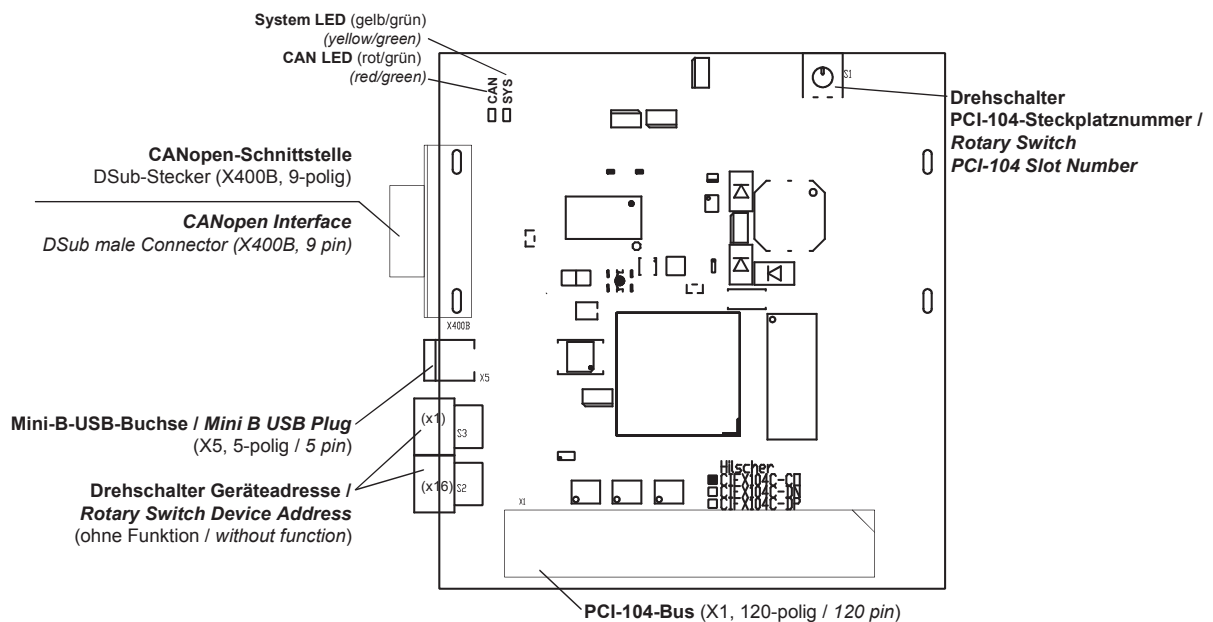 System LED (gelb/grün)
(yellow/green)
CAN LED (rot/grün)
(red/green)
CAN
SYS
S1
Drehschalter
PCI-104-Steckplatznummer /
Rotary Switch
PCI-104 Slot Number
CANopen-Schnittstelle
DSub-Stecker (X400B, 9-polig)
CANopen Interface
DSub male Connector (X400B, 9 pin)
X400B
X5
Mini-B-USB-Buchse / Mini B USB Plug
(X5, 5-polig / 5 pin)
(x1)
S3
(x16)
S2
Drehschalter Geräteadresse /
Rotary Switch Device Address
(ohne Funktion / without function)
Hilscher
CIFX104C-CO
CIFX104C-DN
CIFX104C-DP
X1
PCI-104-Bus (X1, 120-polig / 120 pin)